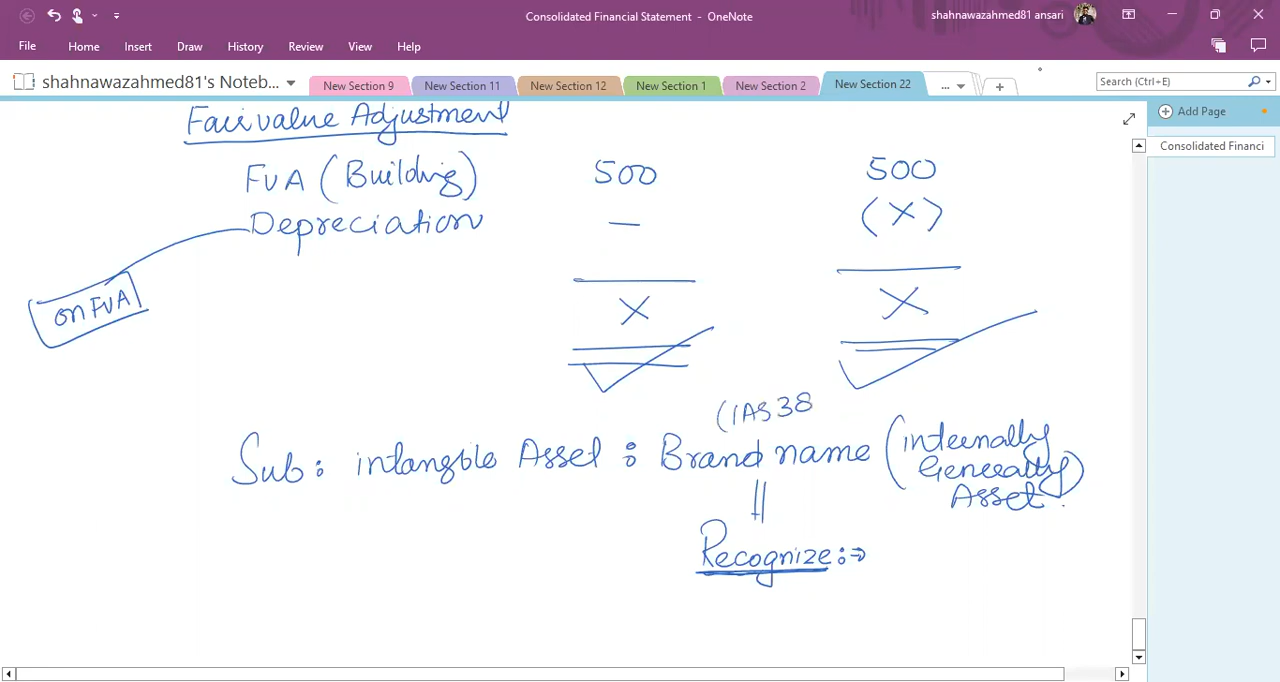 Consolidated Financial Statement - OneNote
shahnawazahmed81 ansari
File Home Insert Draw History Review View Help
shahnawazahmed81's Noteb...
New Section 9 New Section 11 New Section 12 New Section 1 New Section 2 New Section 22 ...
Search (Ctrl+E)
Add Page
Consolidated Financi
Fairvalue Adjustment
FVA (Building) 500 500
Depreciation — (X)
on FVA
X X
(IAS 38
Sub: intangible Asset : Brand name (internally
Generally
Asset
Recognize:⇒